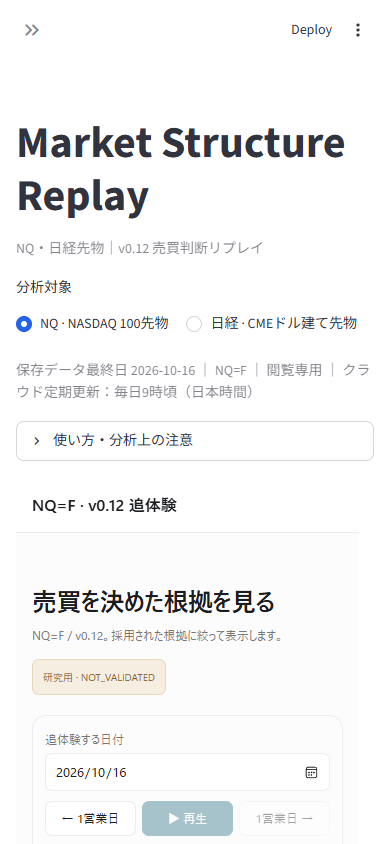 Deploy
Market Structure
Replay
NQ・日経先物｜v0.12 売買判断リプレイ
分析対象
NQ · NASDAQ 100先物
日経 · CMEドル建て先物
保存データ最終日 2026-10-16 ｜ NQ=F ｜ 閲覧専用 ｜ クラ
ウド定期更新：毎日9時頃（日本時間）
使い方・分析上の注意
NQ=F · v0.12 追体験
売買を決めた根拠を見る
NQ=F / v0.12。採用された根拠に絞って表示します。
研究用 · NOT_VALIDATED
追体験する日付
2026/10/16
← 1営業日
▶ 再生
1営業日 →